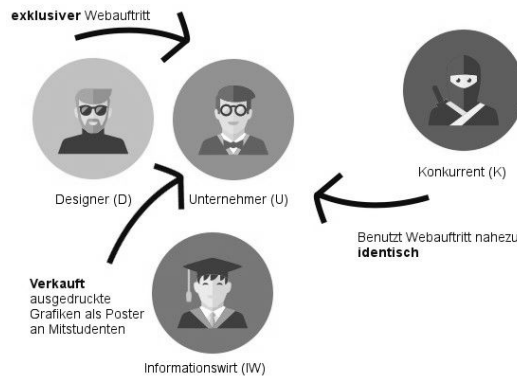 exklusiver Webauftritt
Designer (D)
Unternehmer (U)
Konkurrent (K)
Benutzt Webauftritt nahezu
identisch
Verkauft
ausgedruckte
Grafiken als Poster
an Mitstudenten
Informationswirt (IW)